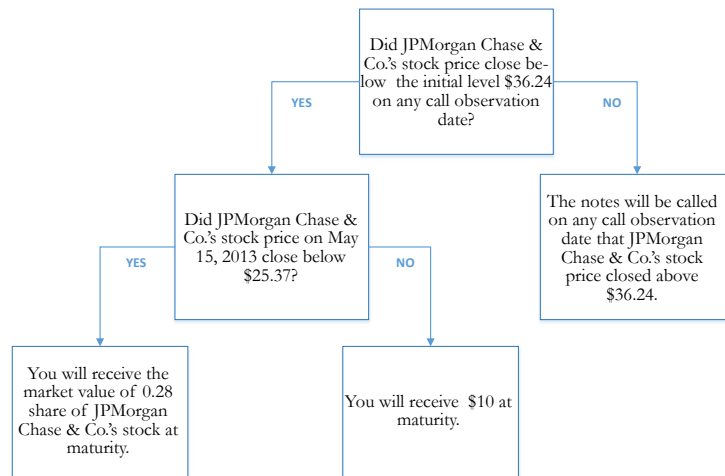 Did JPMorgan Chase &
Co.'s stock price close be-
low the initial level $36.24
on any call observation
date?
YES
NO
Did JPMorgan Chase &
Co.'s stock price on May
15, 2013 close below
$25.37?
The notes will be called
on any call observation
date that JPMorgan
Chase & Co.'s stock
price closed above
$36.24.
YES
NO
You will receive the
market value of 0.28
share of JPMorgan
Chase & Co.'s stock at
maturity.
You will receive $10 at
maturity.